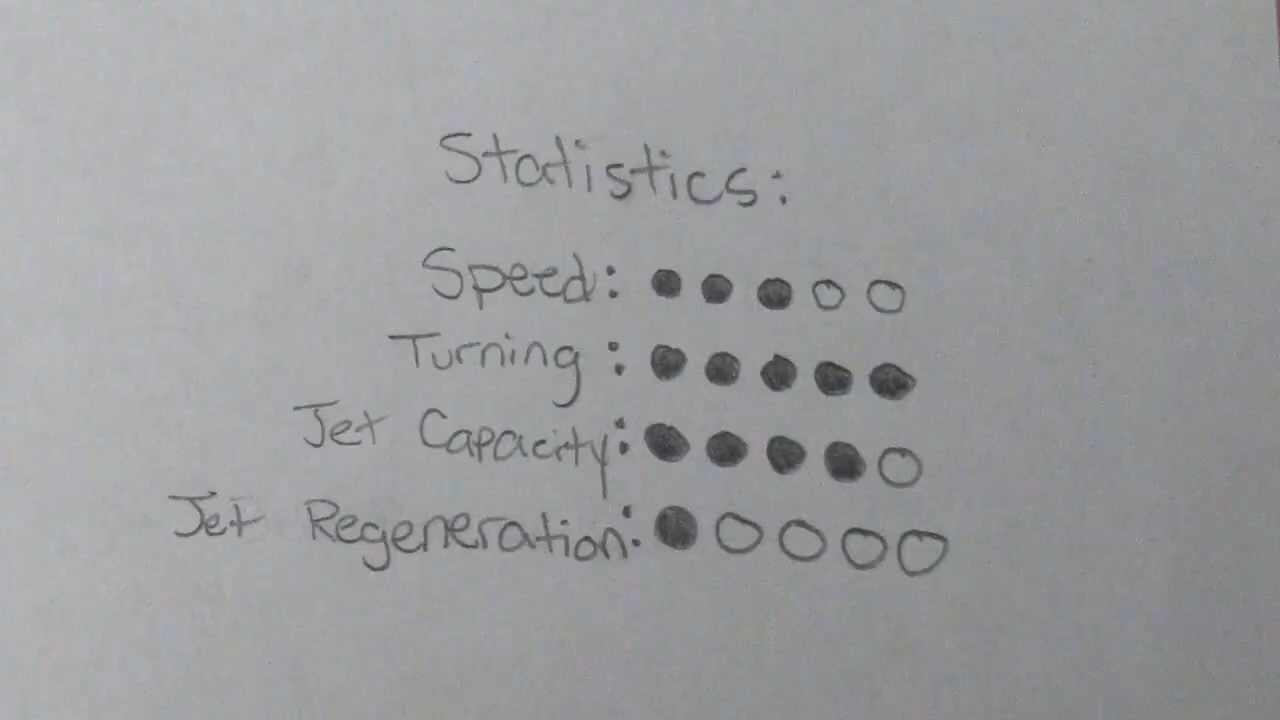 Statistics:
Speed: ●●●○○
Turning: ●●●●●
Jet Capacity: ●●●●○
Jet Regeneration: ●○○○○